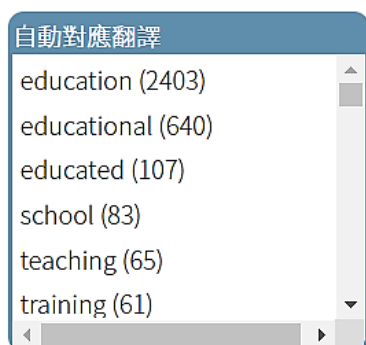 自動對應翻譯
education (2403)
educational (640)
educated (107)
school (83)
teaching (65)
training (61)